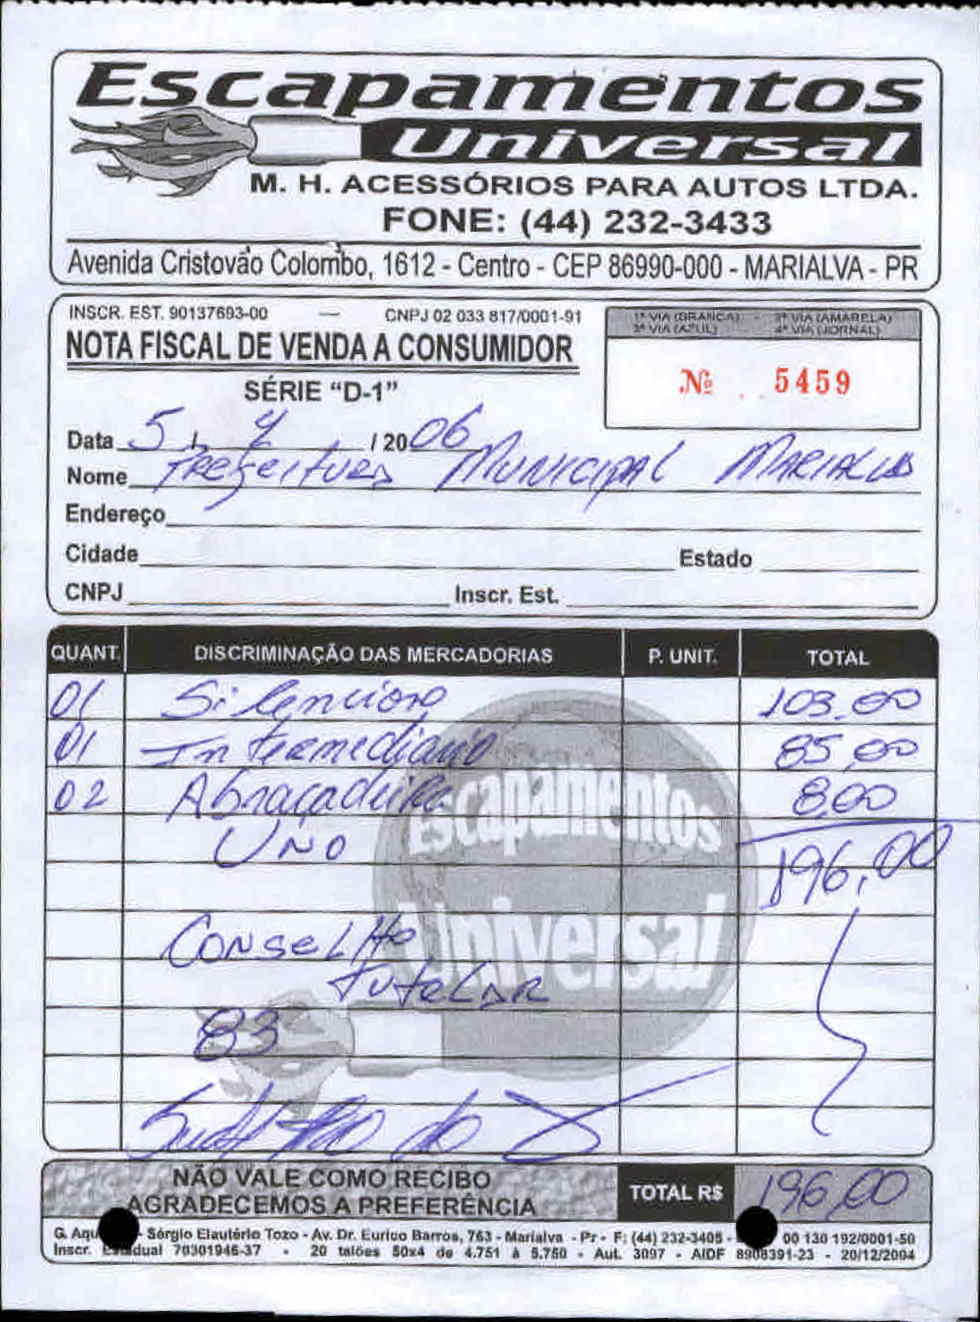 Escapamentos
Universal
M. H. ACESSÓRIOS PARA AUTOS LTDA.
FONE: (44) 232-3433
Avenida Cristovão Colombo, 1612 - Centro - CEP 86990-000 - MARIALVA - PR
INSCR. EST. 90137693-00 — CNPJ 02 033 817/0001-91
1ª VIA (BRANCA) - 2ª VIA (AMARELA)
3ª VIA (AZUL) 4ª VIA (JORNAL)
NOTA FISCAL DE VENDA A CONSUMIDOR
SÉRIE "D-1"
Nº 5459
Data 5 / 4 / 2006
Nome Prefeitura Municipal Marialva
Endereço
Cidade Estado
CNPJ Inscr. Est.
QUANT. DISCRIMINAÇÃO DAS MERCADORIAS P. UNIT. TOTAL
01 Silencioso 103,00
01 Intermediario 85,00
02 Abraçadeira 8,00
UNO 196,00
Conselho
Tutelar
83
Escapamentos
Universal
NÃO VALE COMO RECIBO
AGRADECEMOS A PREFERÊNCIA
TOTAL R$ 196,00
Sérgio Elautério Tozo - Av. Dr. Eurico Barros, 763 - Marialva - Pr - F: (44) 232-3405 - 00 130 192/0001-50
Inscr. Estadual 70301946-37 - 20 talões 50x4 de 4.751 à 5.750 - Aut. 3097 - AIDF 8908391-23 - 20/12/2004